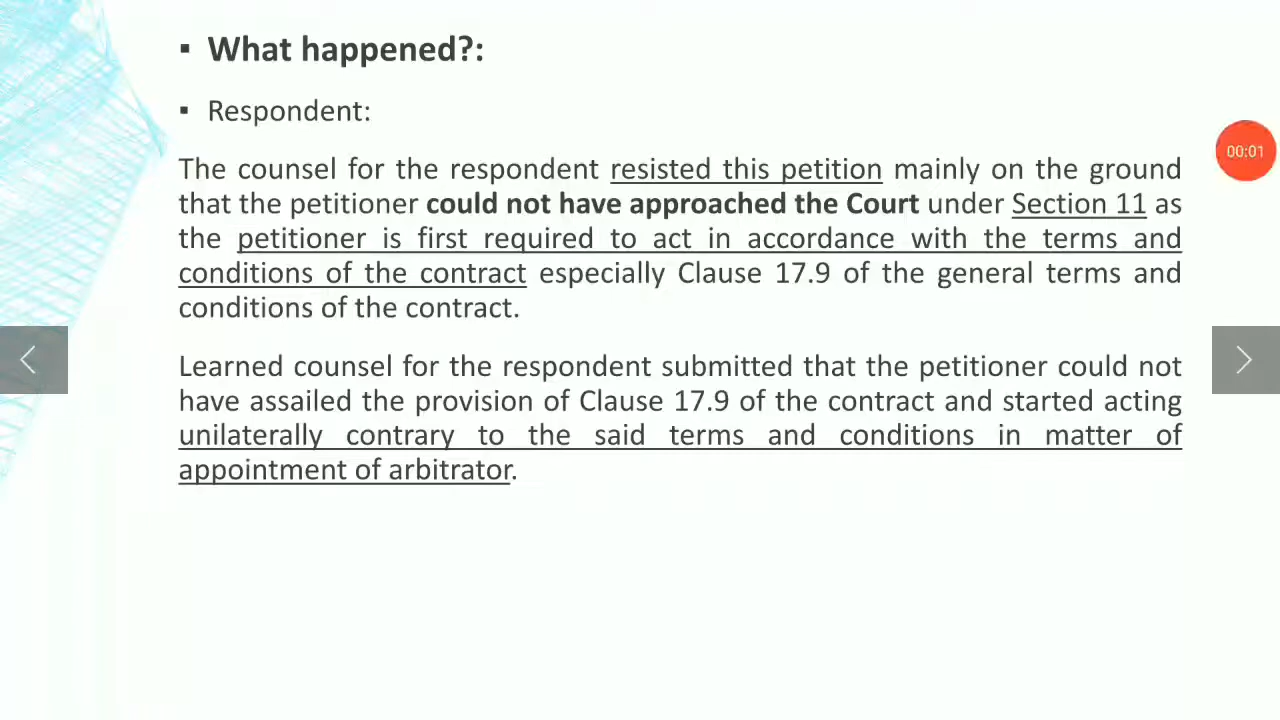 ▪ What happened?:
▪ Respondent:
The counsel for the respondent resisted this petition mainly on the ground
that the petitioner could not have approached the Court under Section 11 as
the petitioner is first required to act in accordance with the terms and
conditions of the contract especially Clause 17.9 of the general terms and
conditions of the contract.
Learned counsel for the respondent submitted that the petitioner could not
have assailed the provision of Clause 17.9 of the contract and started acting
unilaterally contrary to the said terms and conditions in matter of
appointment of arbitrator.
00:01